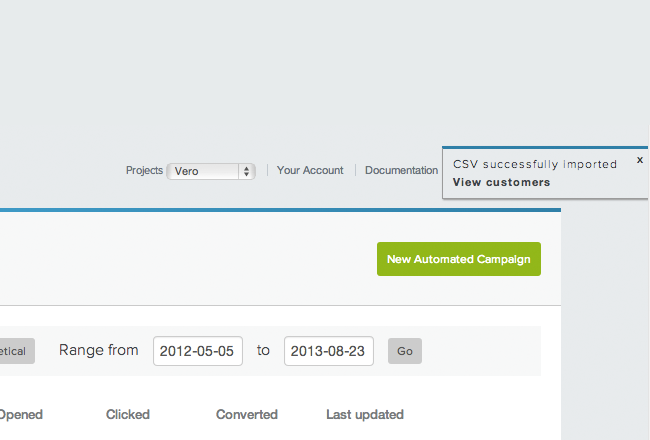 CSV successfully imported x
Projects Vero Your Account Documentation
View customers
New Automated Campaign
Range from 2012-05-05 to 2013-08-23 Go
Opened Clicked Converted Last updated